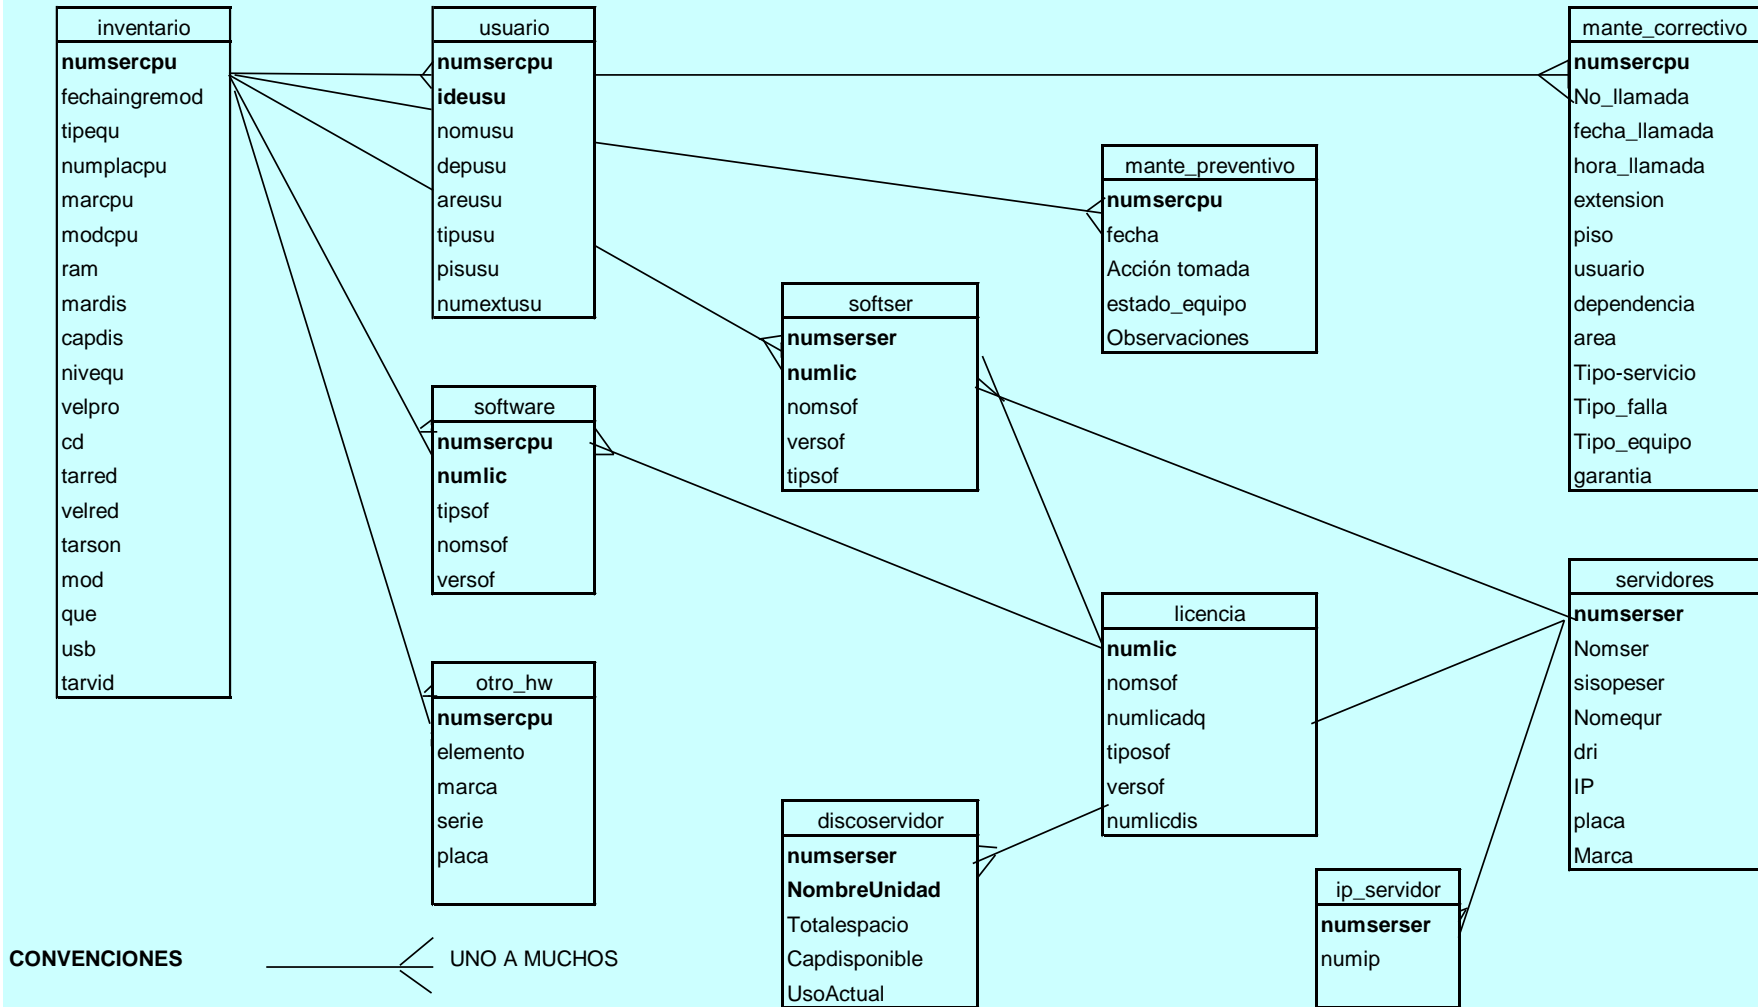 inventario
numsercpu
fechaingremod
tipequ
numplacpu
marcpu
modcpu
ram
mardis
capdis
nivequ
velpro
cd
tarred
velred
tarson
mod
que
usb
tarvid
usuario
numsercpu
ideusu
nomusu
depusu
areusu
tipusu
pisusu
numextusu
software
numsercpu
numlic
tipsof
nomsof
versof
otro_hw
numsercpu
elemento
marca
serie
placa
softser
numserser
numlic
nomsof
versof
tipsof
discoservidor
numserser
NombreUnidad
Totalespacio
Capdisponible
UsoActual
mante_preventivo
numsercpu
fecha
Acción tomada
estado_equipo
Observaciones
licencia
numlic
nomsof
numlicadq
tiposof
versof
numlicdis
ip_servidor
numserser
numip
mante_correctivo
numsercpu
No_llamada
fecha_llamada
hora_llamada
extension
piso
usuario
dependencia
area
Tipo-servicio
Tipo_falla
Tipo_equipo
garantia
servidores
numserser
Nomser
sisopeser
Nomequr
dri
IP
placa
Marca
CONVENCIONES
UNO A MUCHOS